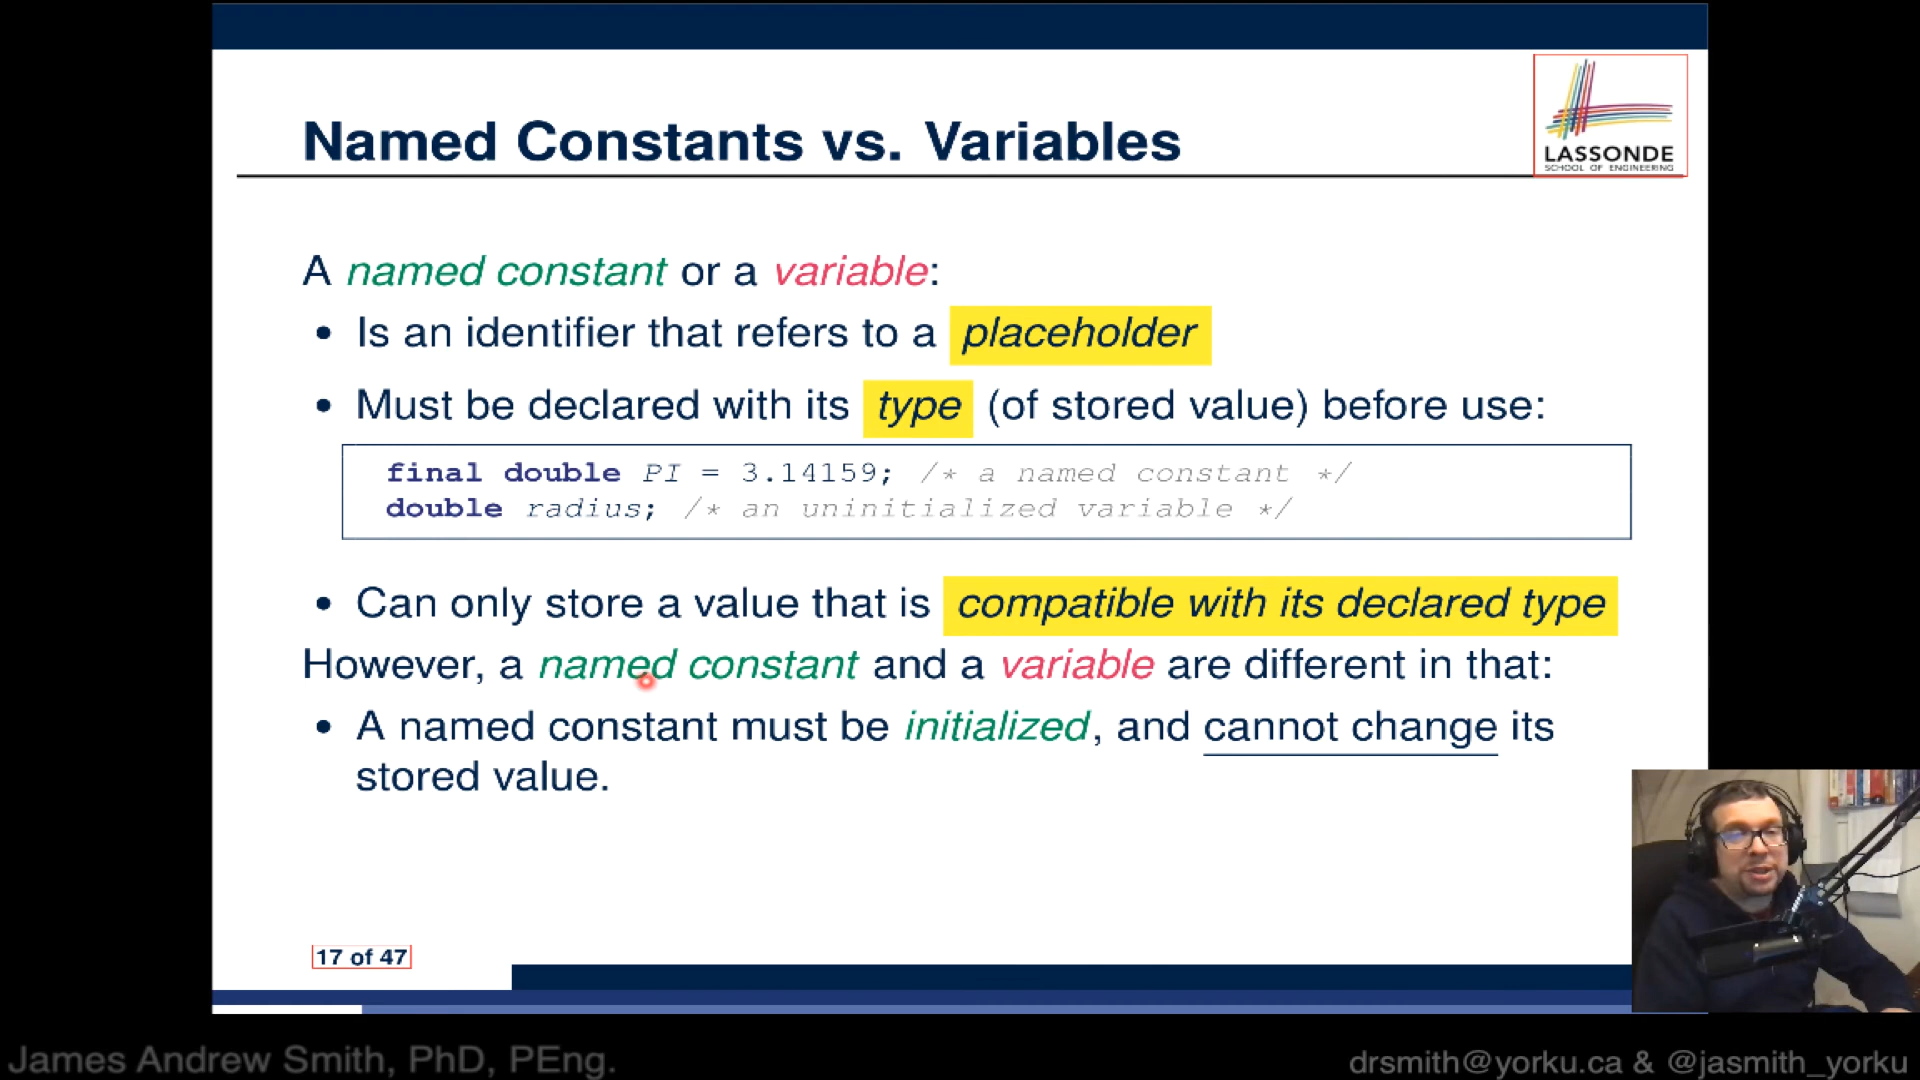 Named Constants vs. Variables
LASSONDE
SCHOOL OF ENGINEERING
A named constant or a variable:
• Is an identifier that refers to a placeholder
• Must be declared with its type (of stored value) before use:
final double PI = 3.14159; /* a named constant */
double radius; /* an uninitialized variable */
• Can only store a value that is compatible with its declared type
However, a named constant and a variable are different in that:
• A named constant must be initialized, and cannot change its
stored value.
17 of 47
James Andrew Smith, PhD, PEng.
drsmith@yorku.ca & @jasmith_yorku